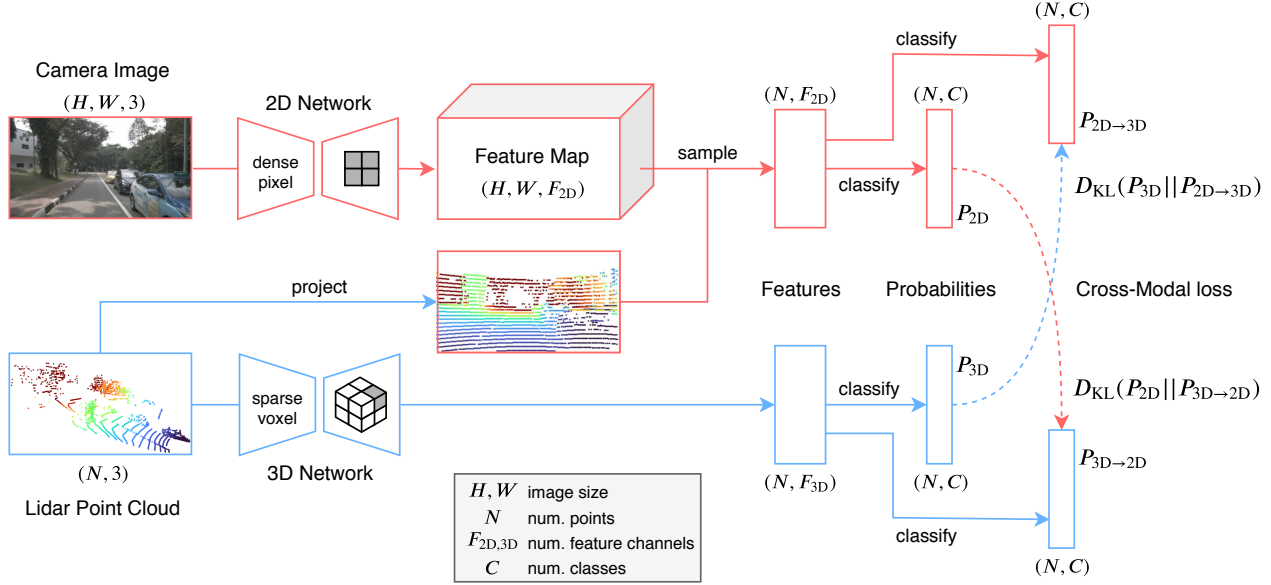 (N, C)
classify
Camera Image
(H, W, 3)
2D Network
(N, F2D)
(N, C)
P2D→3D
dense
pixel
Feature Map
(H, W, F2D)
sample
classify
P2D
DKL(P3D||P2D→3D)
project
Features
Probabilities
Cross-Modal loss
sparse
voxel
classify
P3D
DKL(P2D||P3D→2D)
P3D→2D
(N, 3)
3D Network
(N, F3D)
(N, C)
Lidar Point Cloud
classify
H, W image size
N num. points
F2D,3D num. feature channels
C num. classes
(N, C)